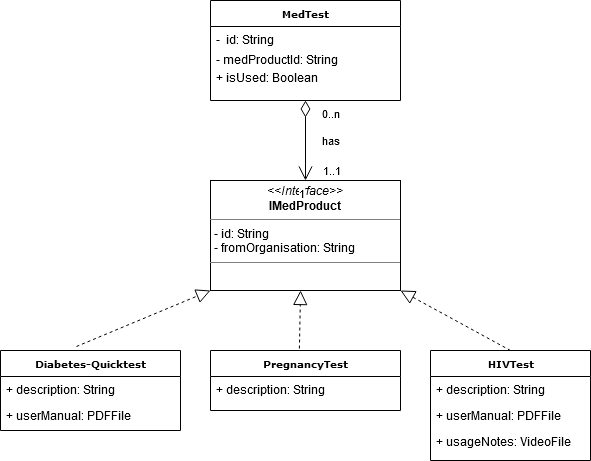 MedTest
- id: String
- medProductId: String
+ isUsed: Boolean
0..n
has
1..1
<<Interface>>
1
IMedProduct
- id: String
- fromOrganisation: String
Diabetes-Quicktest
+ description: String
+ userManual: PDFFile
PregnancyTest
+ description: String
HIVTest
+ description: String
+ userManual: PDFFile
+ usageNotes: VideoFile